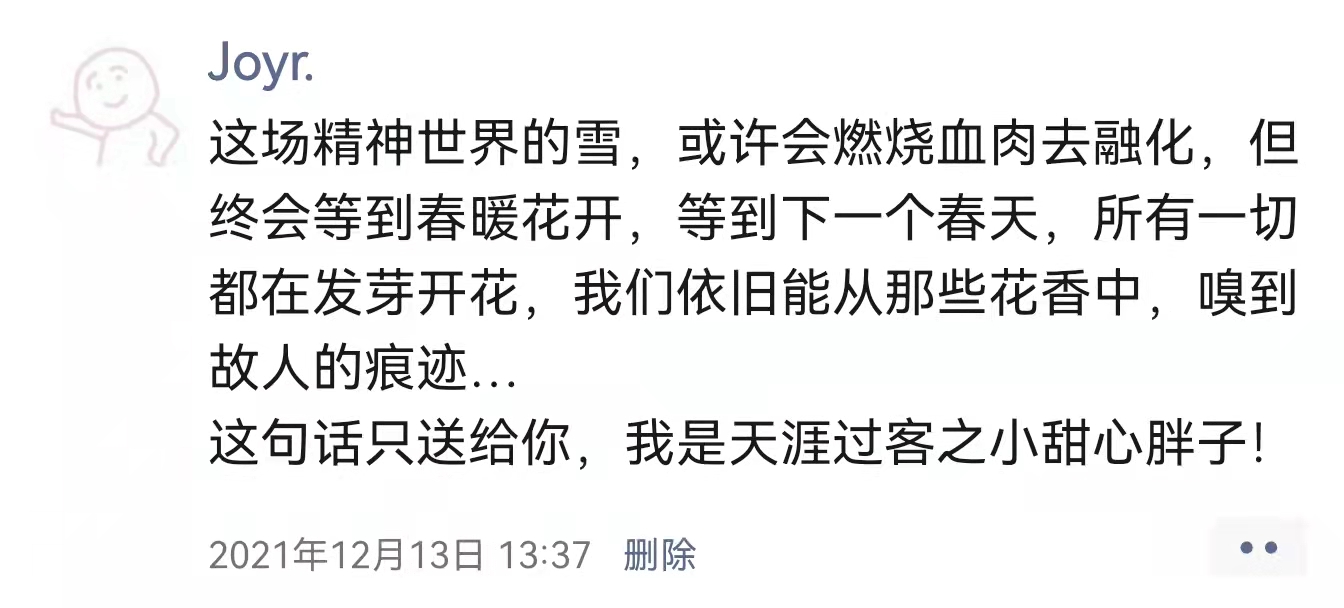 Joyr.
这场精神世界的雪，或许会燃烧血肉去融化，但
终会等到春暖花开，等到下一个春天，所有一切
都在发芽开花，我们依旧能从那些花香中，嗅到
故人的痕迹...
这句话只送给你，我是天涯过客之小甜心胖子！
2021年12月13日 13:37 删除